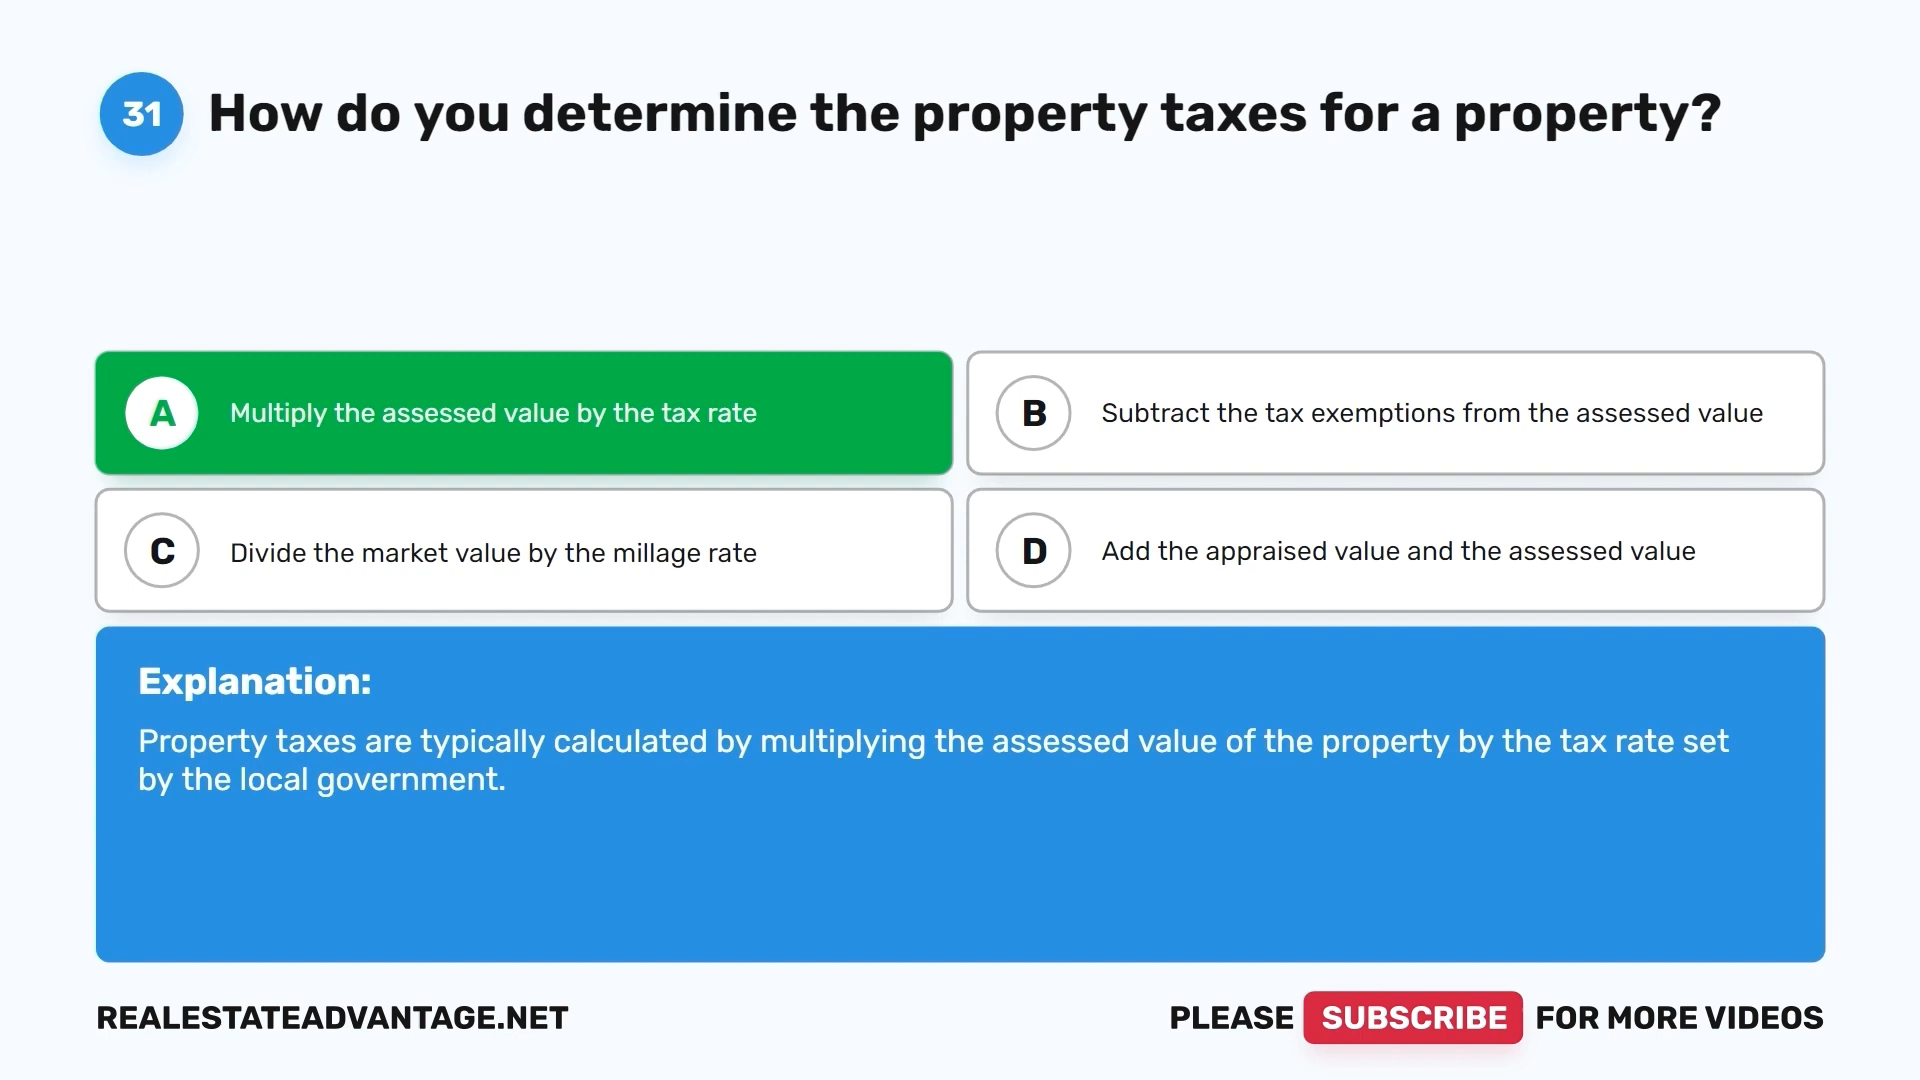 31 How do you determine the property taxes for a property?
A Multiply the assessed value by the tax rate
B Subtract the tax exemptions from the assessed value
C Divide the market value by the millage rate
D Add the appraised value and the assessed value
Explanation:
Property taxes are typically calculated by multiplying the assessed value of the property by the tax rate set
by the local government.
REALESTATEADVANTAGE.NET
PLEASE SUBSCRIBE FOR MORE VIDEOS